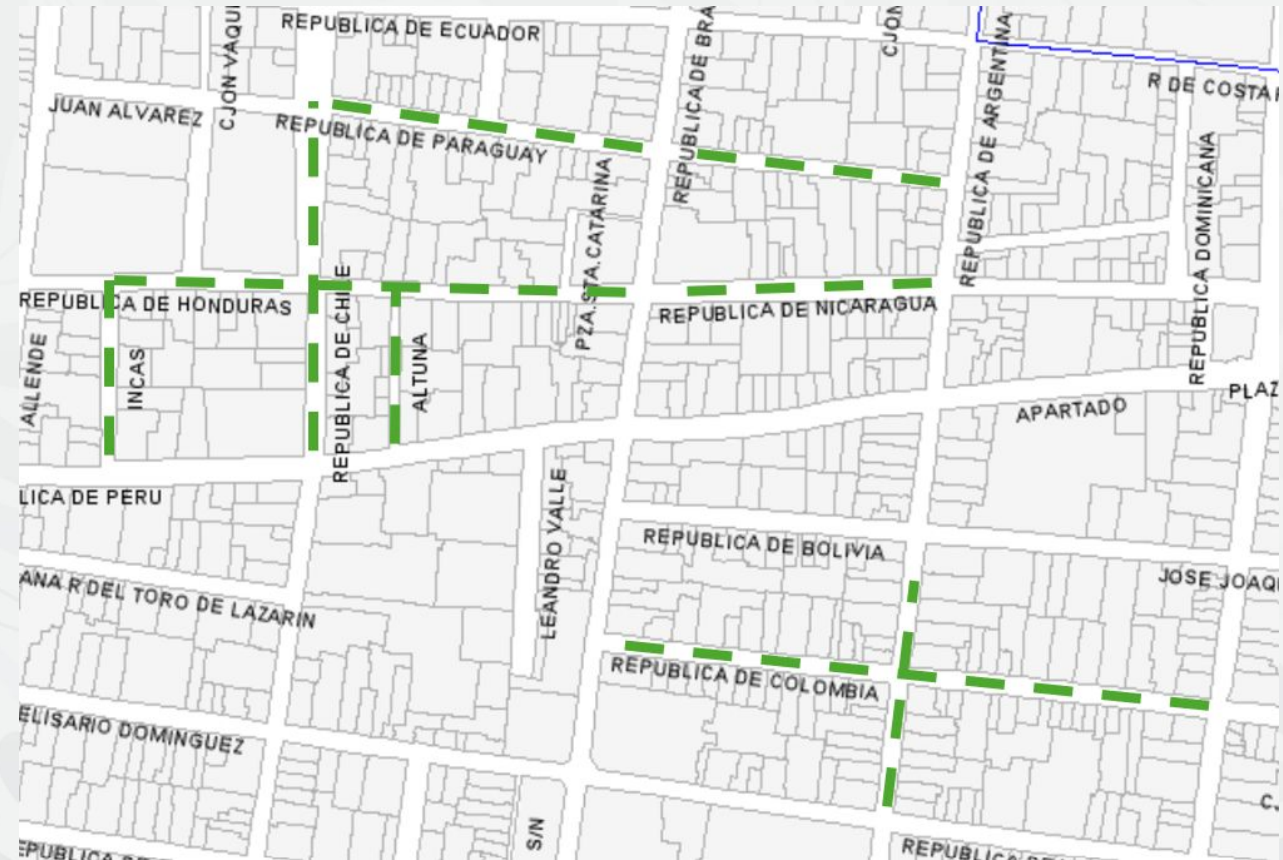 REPUBLICA DE ECUADOR
CJON VAQUI
REPUBLICA DE BRA
CJON
REPUBLICA DE ARGENTINA
R DE COSTA
JUAN ALVAREZ
REPUBLICA DE PARAGUAY
PZA.STA.CATARINA
REPUBLICA DOMINICANA
REPUBLICA DE HONDURAS
REPUBLICA DE CHILE
REPUBLICA DE NICARAGUA
ALLENDE
INCAS
ALTUNA
APARTADO
PLAZ
LICA DE PERU
LEANDRO VALLE
REPUBLICA DE BOLIVIA
JOSE JOAQ
ANA R DEL TORO DE LAZARIN
REPUBLICA DE COLOMBIA
ELISARIO DOMINGUEZ
S/N